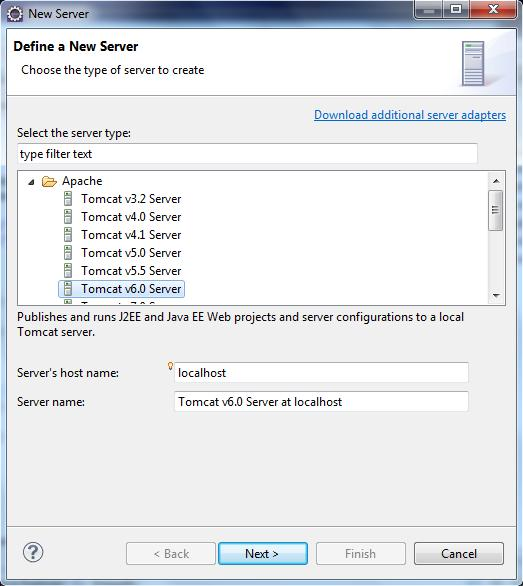 New Server
Define a New Server
Choose the type of server to create
Download additional server adapters
Select the server type:
type filter text
Apache
Tomcat v3.2 Server
Tomcat v4.0 Server
Tomcat v4.1 Server
Tomcat v5.0 Server
Tomcat v5.5 Server
Tomcat v6.0 Server
Publishes and runs J2EE and Java EE Web projects and server configurations to a local
Tomcat server.
Server's host name:
localhost
Server name:
Tomcat v6.0 Server at localhost
?
< Back
Next >
Finish
Cancel